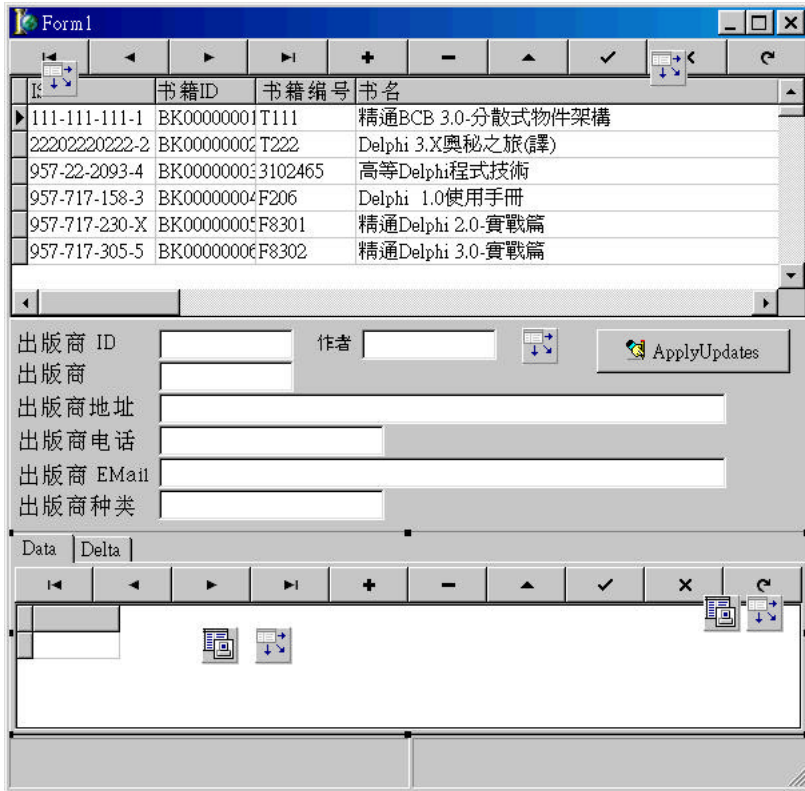 Form1
书籍ID 书籍编号 书名
111-111-111-1 BK00000001 T111 精通BCB 3.0-分散式物件架構
22202220222-2 BK00000002 T222 Delphi 3.X奧秘之旅(譯)
957-22-2093-4 BK00000003 3102465 高等Delphi程式技術
957-717-158-3 BK00000004 F206 Delphi 1.0使用手冊
957-717-230-X BK00000005 F8301 精通Delphi 2.0-實戰篇
957-717-305-5 BK00000006 F8302 精通Delphi 3.0-實戰篇
出版商 ID 作者 ApplyUpdates
出版商
出版商地址
出版商电话
出版商 EMail
出版商种类
Data Delta